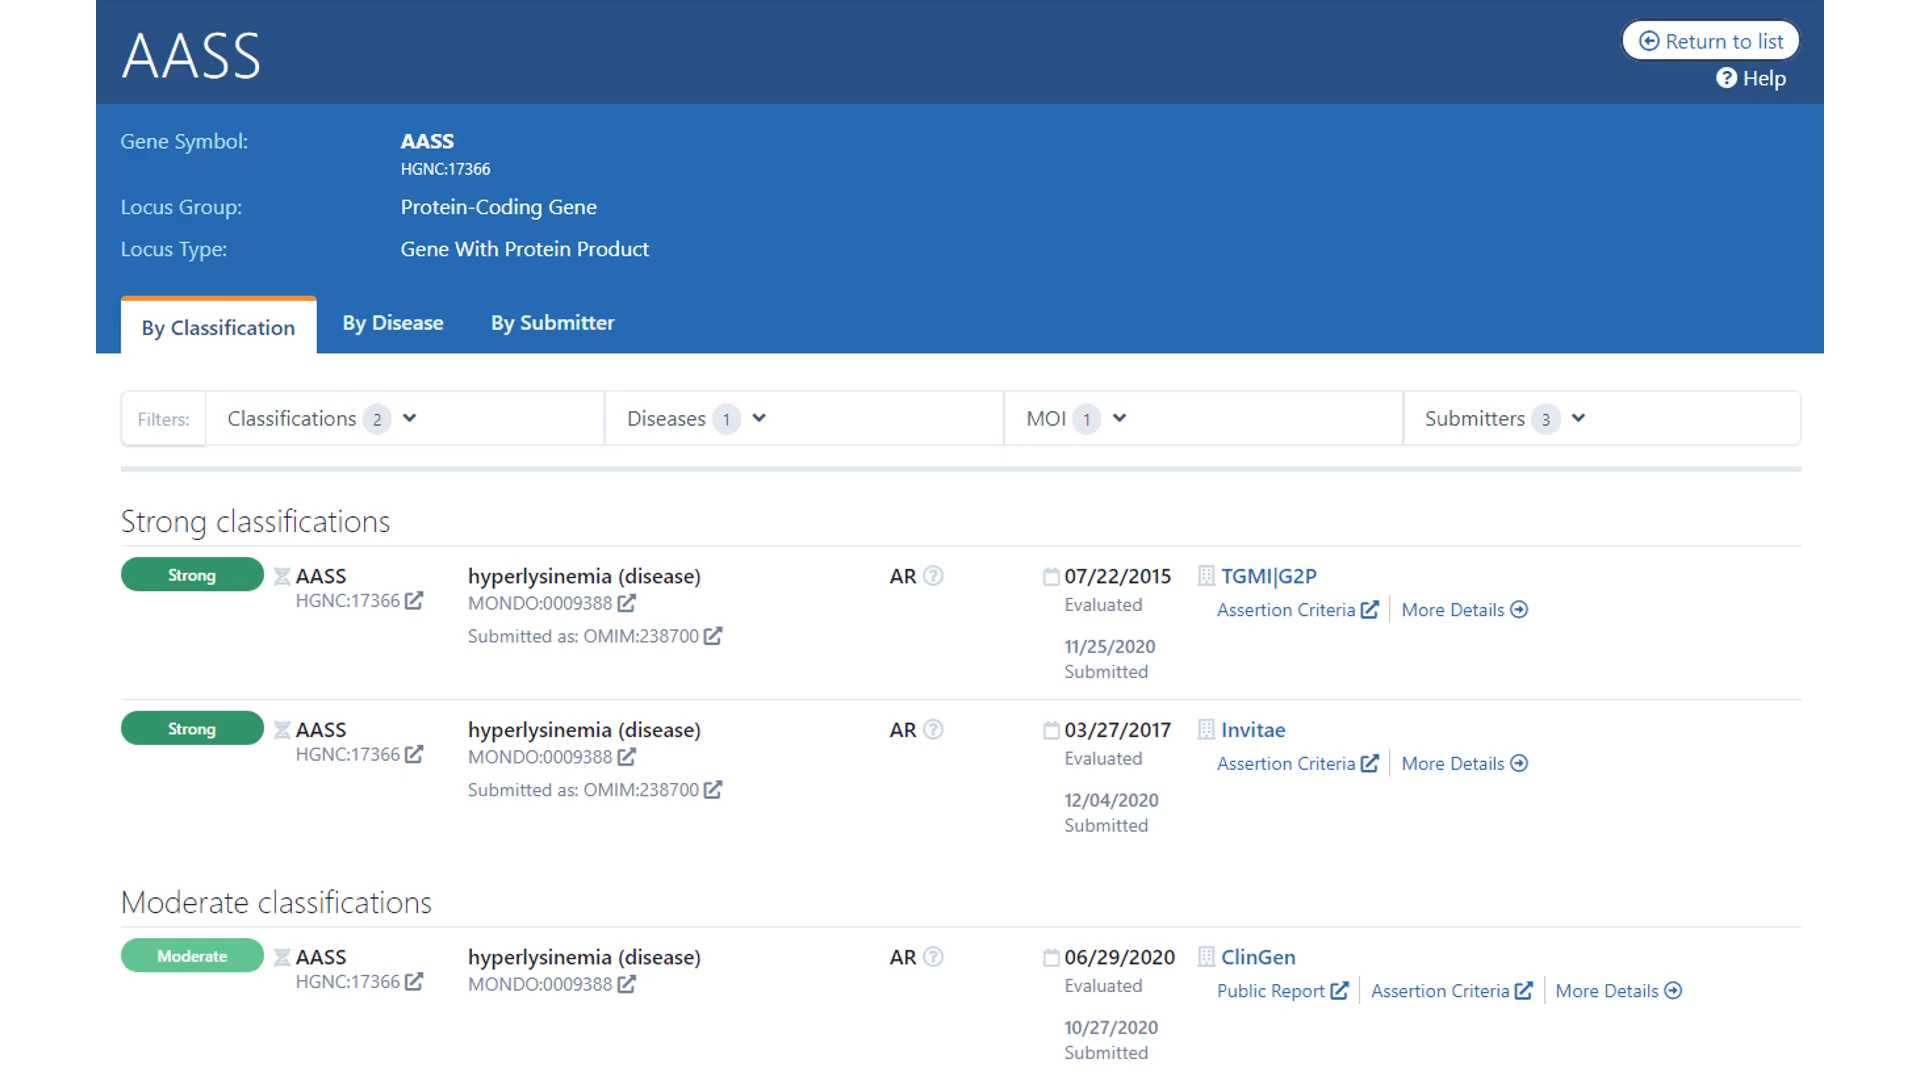 AASS
Return to list
Help
Gene Symbol: AASS
HGNC:17366
Locus Group: Protein-Coding Gene
Locus Type: Gene With Protein Product
By Classification By Disease By Submitter
Filters: Classifications 2 Diseases 1 MOI 1 Submitters 3
Strong classifications
Strong AASS hyperlysinemia (disease) AR 07/22/2015 TGMI|G2P
HGNC:17366 MONDO:0009388 Evaluated Assertion Criteria More Details
Submitted as: OMIM:238700 11/25/2020
Submitted
Strong AASS hyperlysinemia (disease) AR 03/27/2017 Invitae
HGNC:17366 MONDO:0009388 Evaluated Assertion Criteria More Details
Submitted as: OMIM:238700 12/04/2020
Submitted
Moderate classifications
Moderate AASS hyperlysinemia (disease) AR 06/29/2020 ClinGen
HGNC:17366 MONDO:0009388 Evaluated Public Report Assertion Criteria More Details
10/27/2020
Submitted